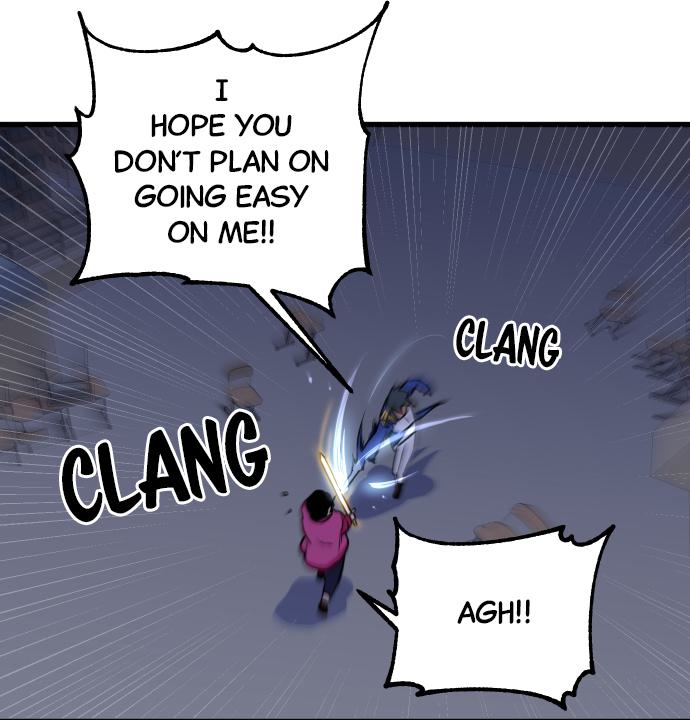 I
HOPE YOU
DON'T PLAN ON
GOING EASY
ON ME!!
CLANG
CLANG
AGH!!